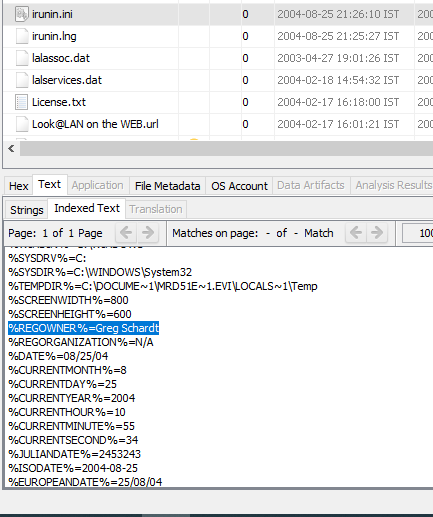 irunin.ini 0 2004-08-25 21:26:10 IST 200
irunin.lng 0 2004-08-25 21:25:27 IST 200
lalassoc.dat 0 2003-04-27 19:01:26 IST 200
lalservices.dat 0 2004-02-18 14:54:32 IST 200
License.txt 0 2004-02-17 16:18:00 IST 200
Look@LAN on the WEB.url 0 2004-02-17 16:01:21 IST 200
Hex Text Application File Metadata OS Account Data Artifacts Analysis Results
Strings Indexed Text Translation
Page: 1 of 1 Page Matches on page: - of - Match 100
%SYSDRV%=C:
%SYSDIR%=C:\WINDOWS\System32
%TEMPDIR%=C:\DOCUME~1\MRD51E~1.EVI\LOCALS~1\Temp
%SCREENWIDTH%=800
%SCREENHEIGHT%=600
%REGOWNER%=Greg Schardt
%REGORGANIZATION%=N/A
%DATE%=08/25/04
%CURRENTMONTH%=8
%CURRENTDAY%=25
%CURRENTYEAR%=2004
%CURRENTHOUR%=10
%CURRENTMINUTE%=55
%CURRENTSECOND%=34
%JULIANDATE%=2453243
%ISODATE%=2004-08-25
%EUROPEANDATE%=25/08/04